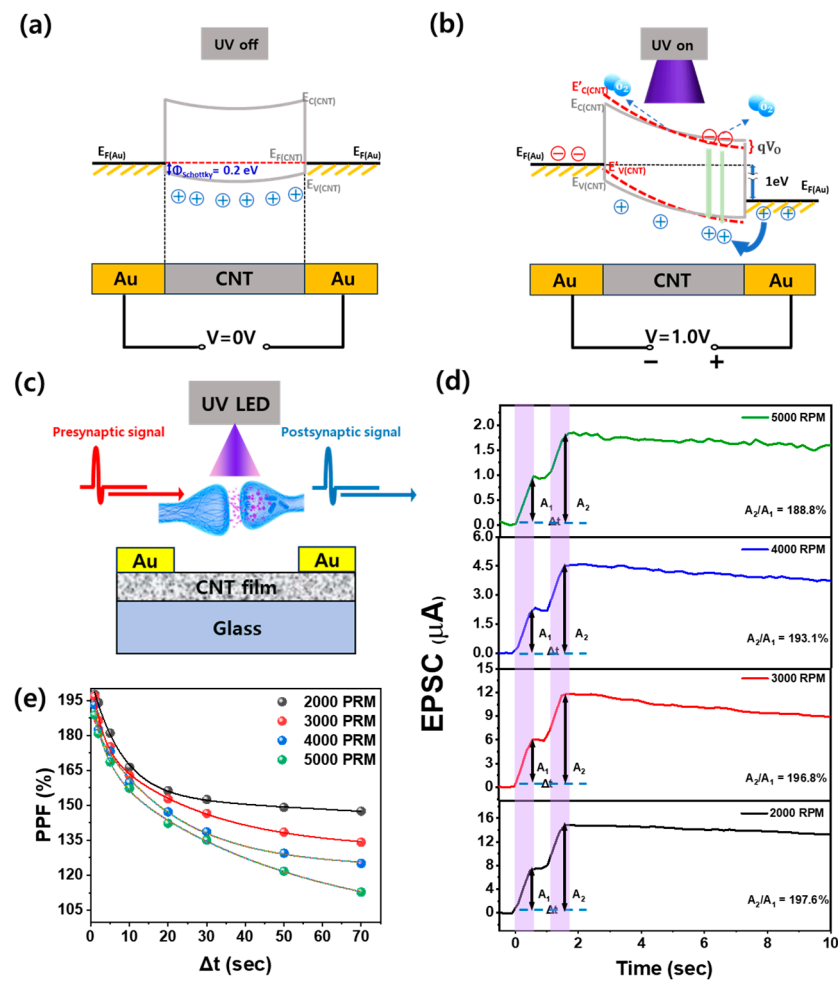 (a)
UV off
E_F(Au)
E_C(CNT)
E_F(CNT)
E_F(Au)
Φ_Schottky= 0.2 eV
E_V(CNT)
Au
CNT
Au
V=0V
(b)
UV on
O₂
E'_C(CNT)
E_C(CNT)
O₂
qV_O
E_F(Au)
E'_V(CNT)
E_V(CNT)
1eV
E_F(Au)
Au
CNT
Au
V=1.0V
− +
(c)
UV LED
Presynaptic signal
Postsynaptic signal
Au
Au
CNT film
Glass
(d)
5000 RPM
2.0
1.5
1.0
0.5
0.0
A₁
Δt
A₂
A₂/A₁ = 188.8%
4000 RPM
6.0
4.5
3.0
1.5
0.0
A₁
Δt
A₂
A₂/A₁ = 193.1%
3000 RPM
15
12
9
6
3
0
A₁
Δt
A₂
A₂/A₁ = 196.8%
2000 RPM
16
12
8
4
0
A₁
Δt
A₂
A₂/A₁ = 197.6%
0 2 4 6 8 10
Time (sec)
EPSC (μA)
(e)
2000 PRM
3000 PRM
4000 PRM
5000 PRM
195
180
165
150
135
120
105
PPF (%)
0 10 20 30 40 50 60 70
Δt (sec)